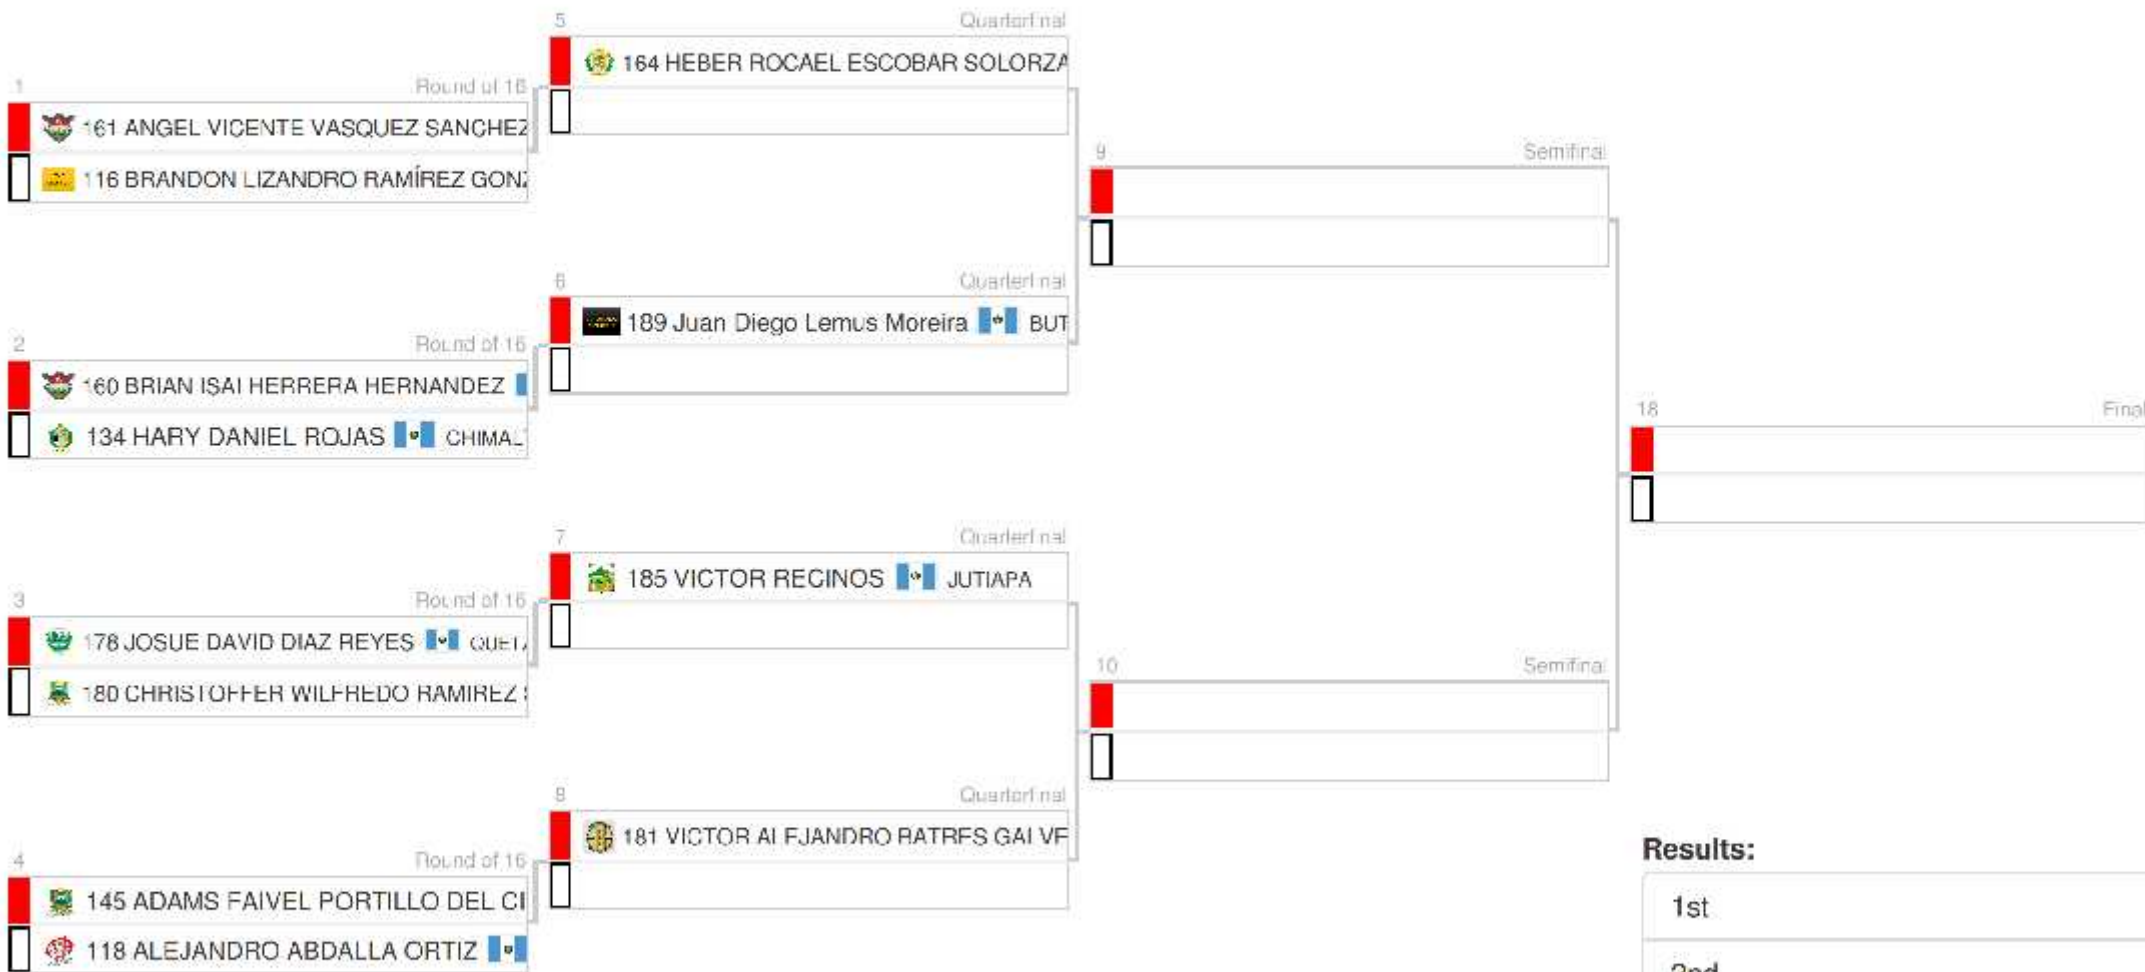 1 Round of 16
161 ANGEL VICENTE VASQUEZ SANCHEZ
116 BRANDON LIZANDRO RAMÍREZ GONZ
2 Round of 16
160 BRIAN ISAI HERRERA HERNANDEZ
134 HARY DANIEL ROJAS CHIMAL
3 Round of 16
178 JOSUE DAVID DIAZ REYES QUET
180 CHRISTOFFER WILFREDO RAMIREZ
4 Round of 16
145 ADAMS FAIVEL PORTILLO DEL
118 ALEJANDRO ABDALLA ORTIZ
5 Quarterfinal
164 HEBER ROCAEL ESCOBAR SOLORZA
6 Quarterfinal
189 Juan Diego Lemus Moreira BUT
7 Quarterfinal
185 VICTOR RECINOS JUTIAPA
8 Quarterfinal
181 VICTOR ALEJANDRO BATRES GALVE
9 Semifinal
10 Semifinal
18 Final
Results:
1st
2nd